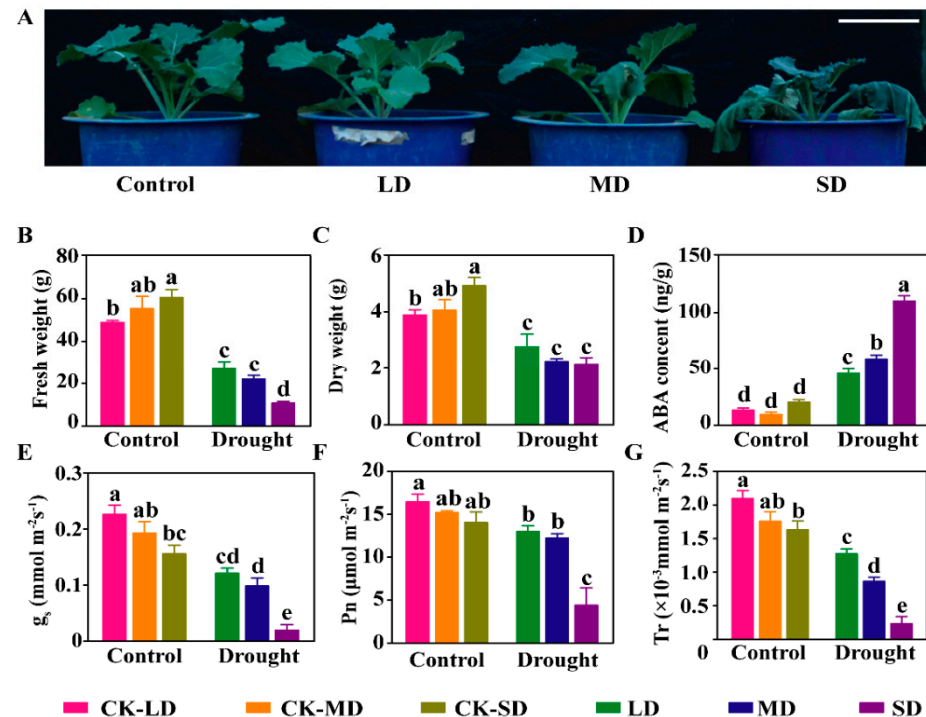 A
Control LD MD SD
B
Fresh weight (g)
80
60
40
20
0
b ab a c c d
Control Drought
C
Dry weight (g)
6
4
2
0
b ab a c c c
Control Drought
D
ABA concent (ng/g)
150
100
50
0
d d d c b a
Control Drought
E
gs (mmol m-2s-1)
0.3
0.2
0.1
0
a ab bc cd d e
Control Drought
F
Pn (μmol m-2s-1)
20
15
10
5
0
a ab ab b b c
Control Drought
G
Tr (×10-3mmol m-2s-1)
2.5
2.0
1.5
1.0
0
a ab b c d e
Control Drought
CK-LD CK-MD CK-SD LD MD SD